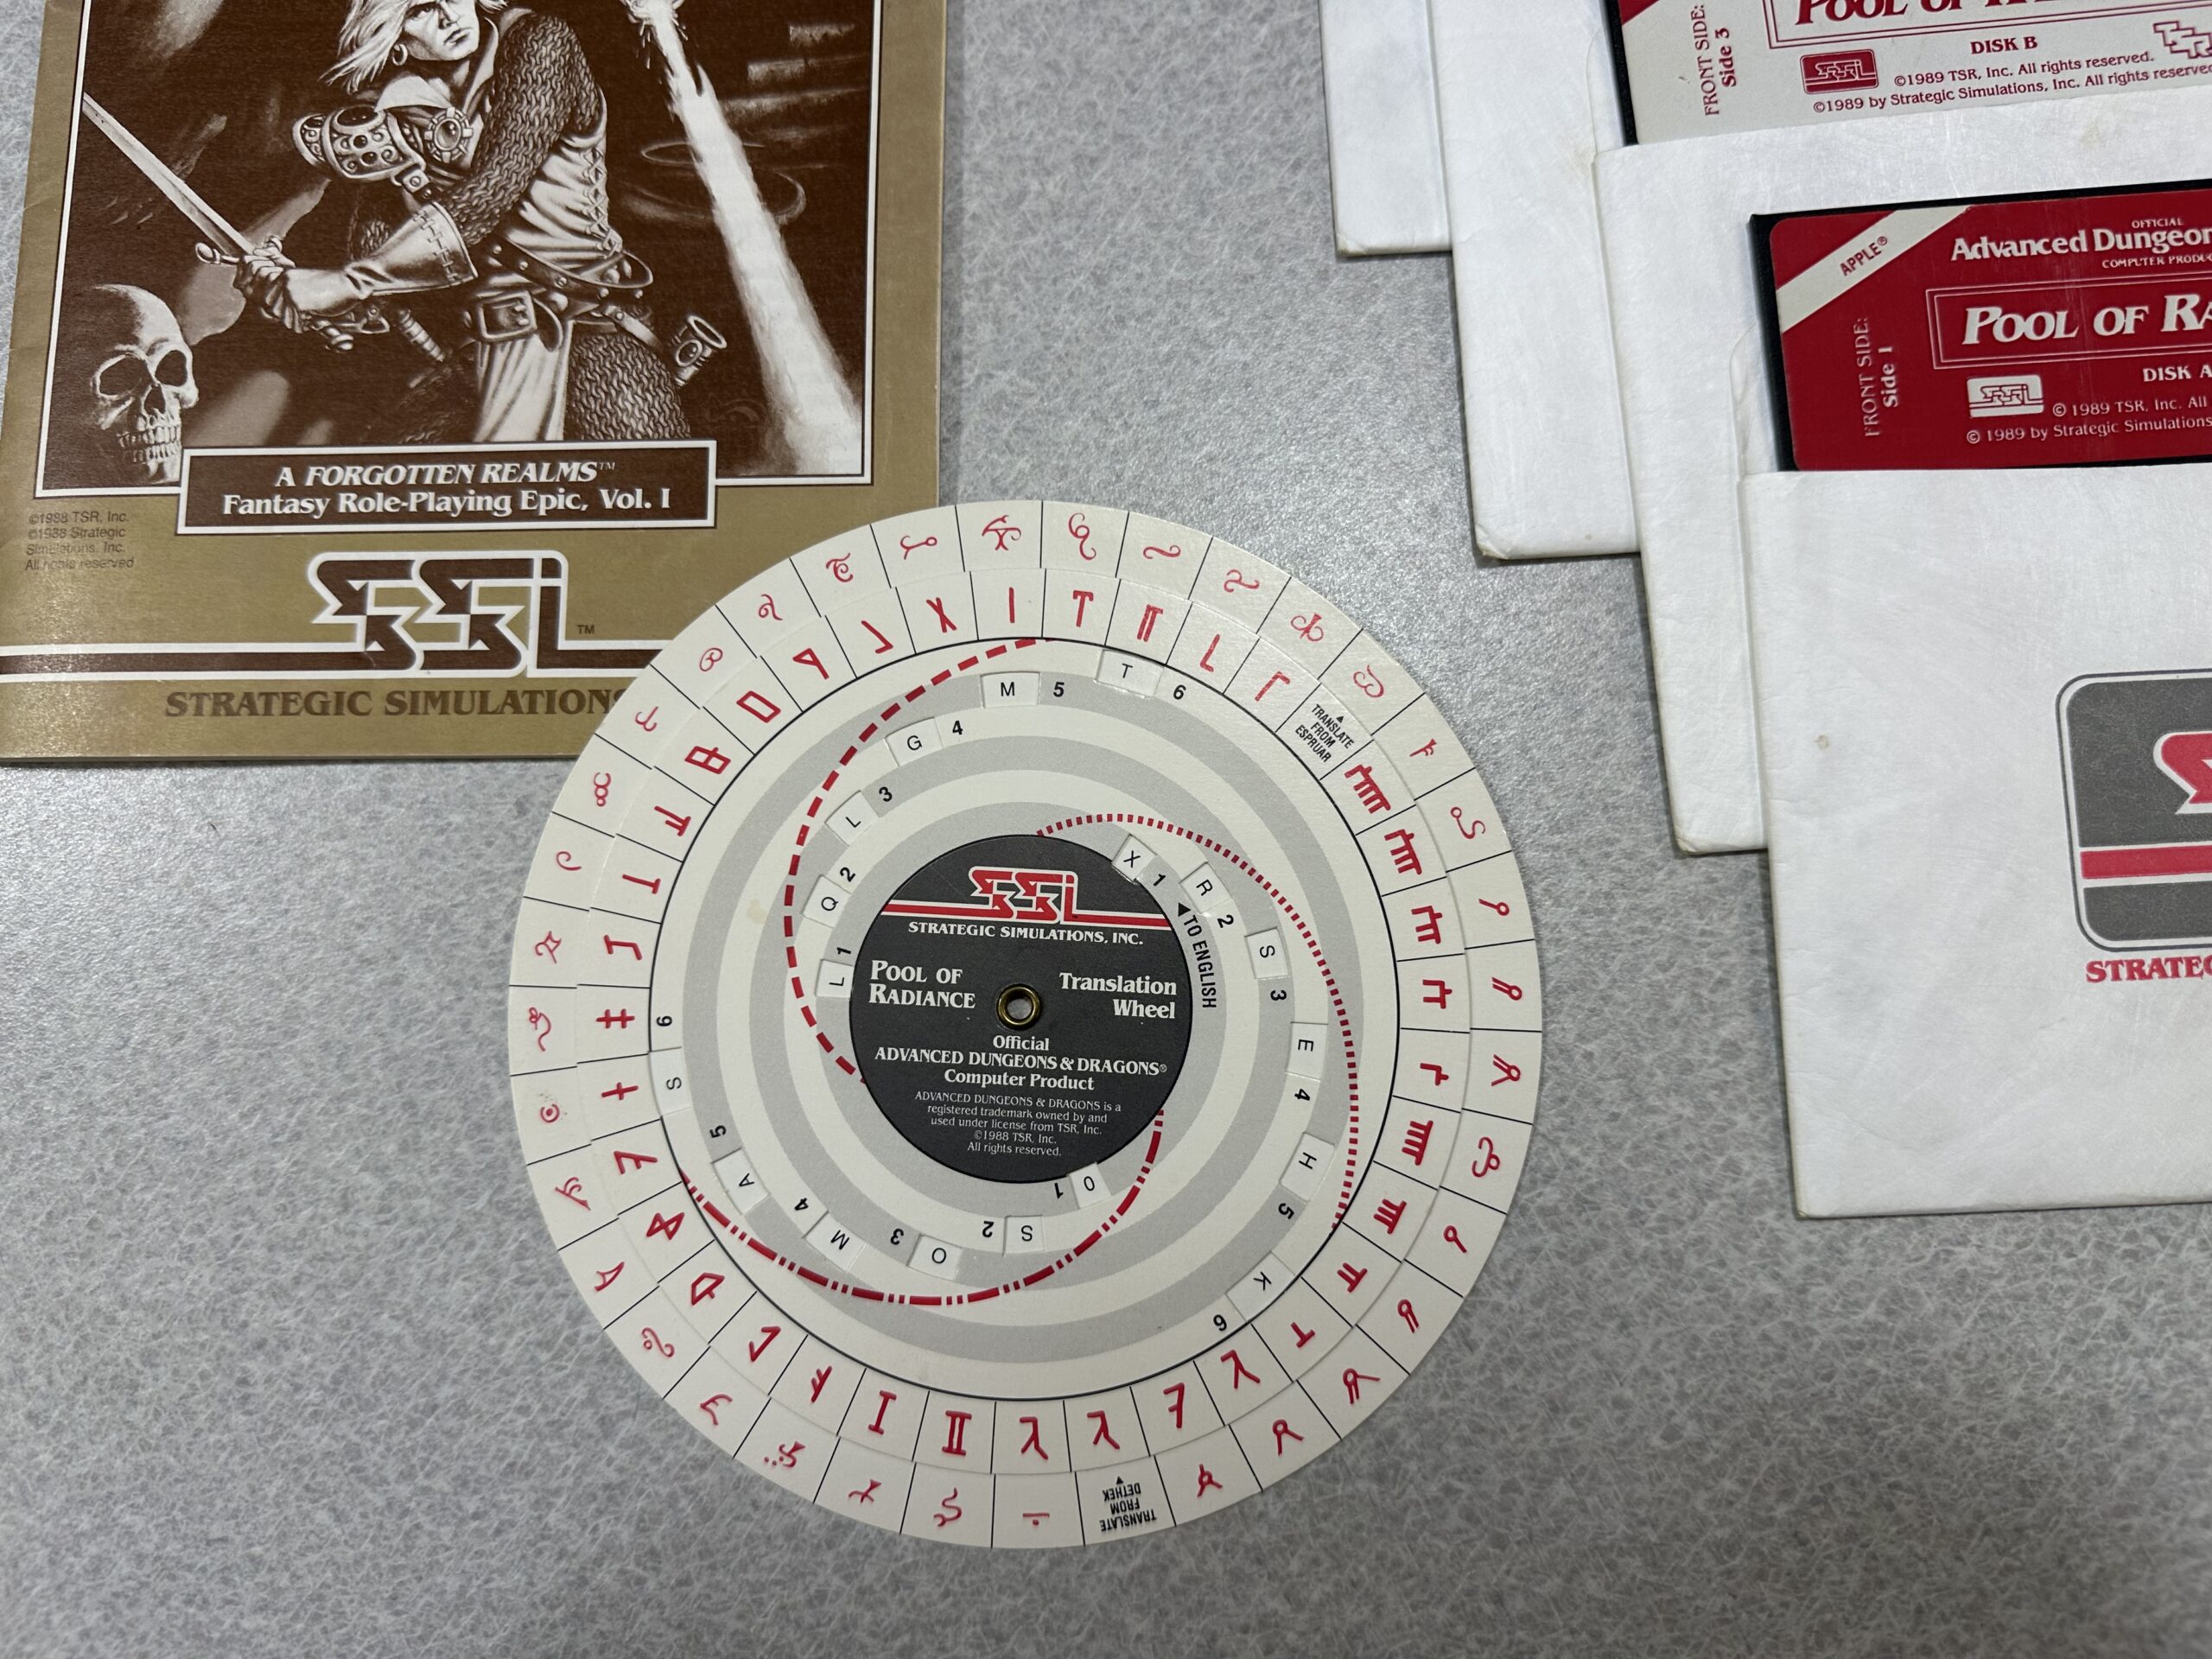 A FORGOTTEN REALMS™
Fantasy Role-Playing Epic, Vol. I
©1988 TSR, Inc.
©1988 Strategic
Simulations, Inc.
All rights reserved
SSI™
STRATEGIC SIMULATIONS
FRONT SIDE:
Side 3
POOL OF
DISK B
SSI
TSR
©1989 TSR, Inc. All rights reserved.
©1989 by Strategic Simulations, Inc. All rights reserved
APPLE®
OFFICIAL
Advanced
COMPUTER
POOL OF
FRONT SIDE:
Side 1
DISK A
SSI
© 1989 TSR, Inc. All
© 1989 by Strategic Simulations
TRANSLATE
FROM
ESPRUAR
TRANSLATE
FROM
DETHEK
T 6
M 5
G 4
L 3
Q 2
L 1
X 1
R 2
S 3
E 4
H 5
K 6
TO ENGLISH
O 1
S 2
O 3
M 4
A 5
S 6
SSI
STRATEGIC SIMULATIONS, INC.
POOL OF
RADIANCE
Translation
Wheel
Official
ADVANCED DUNGEONS & DRAGONS®
Computer Product
ADVANCED DUNGEONS & DRAGONS is a
registered trademark owned by and
used under license from TSR, Inc.
©1988 TSR, Inc.
All rights reserved.